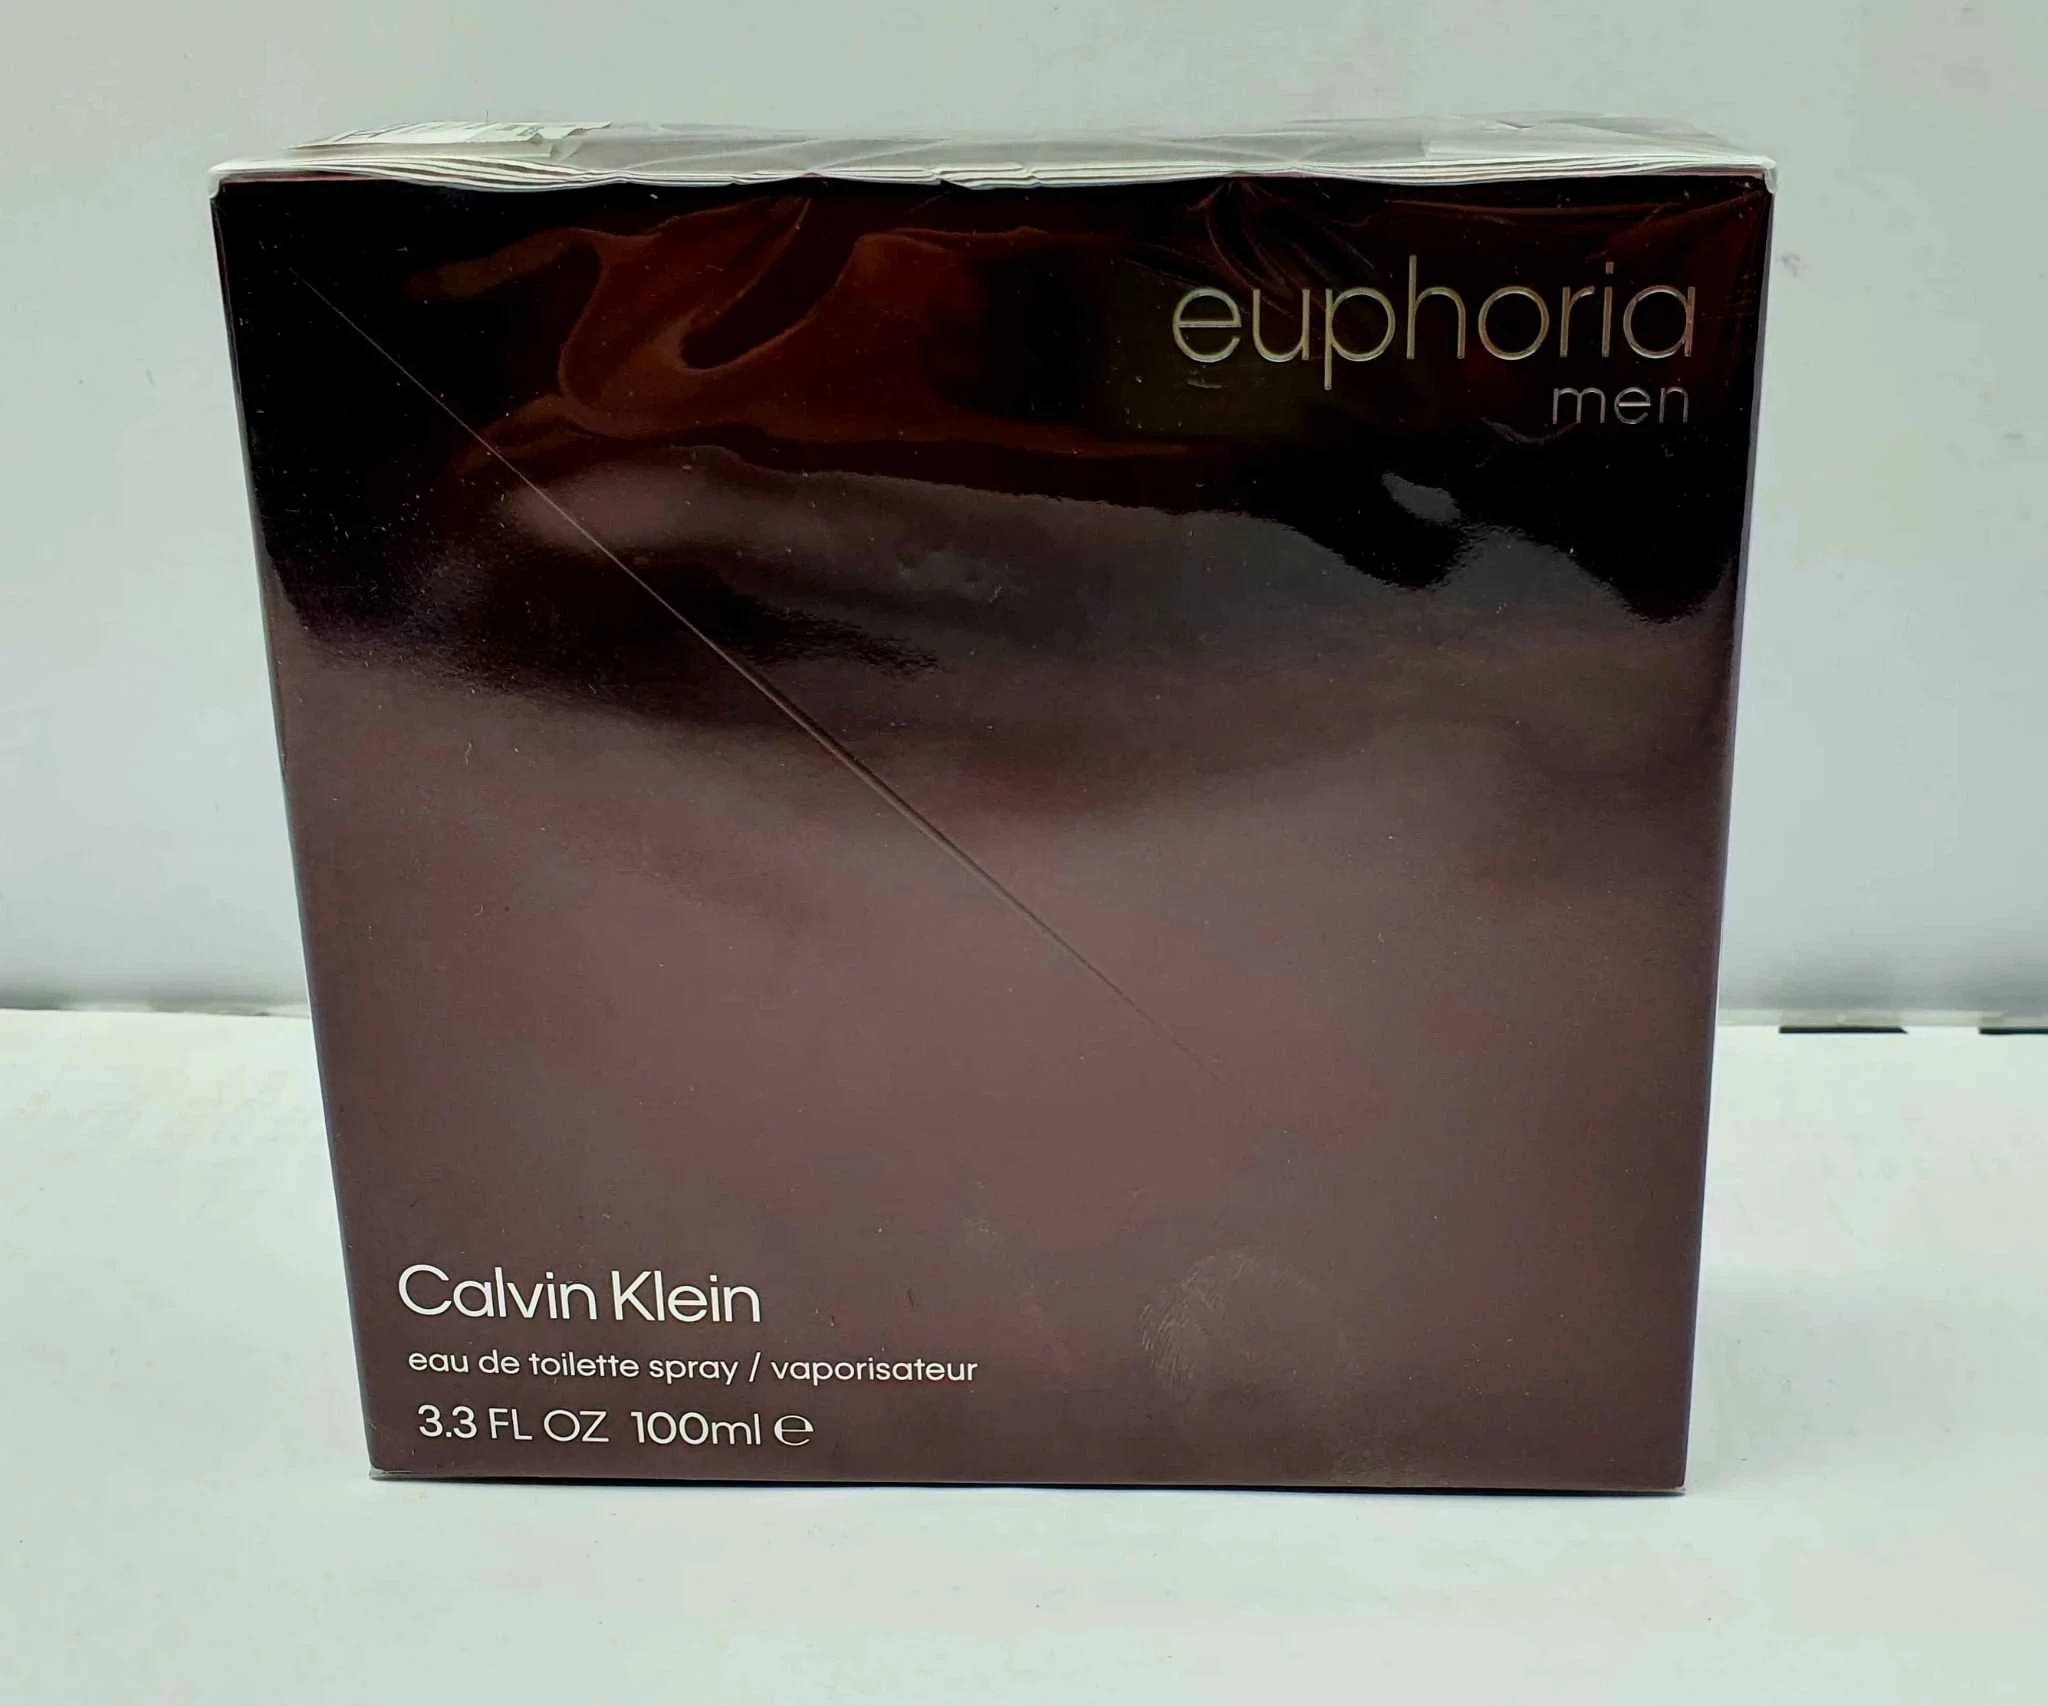 euphoria
men
Calvin Klein
eau de toilette spray / vaporisateur
3.3 FL OZ 100ml ℮